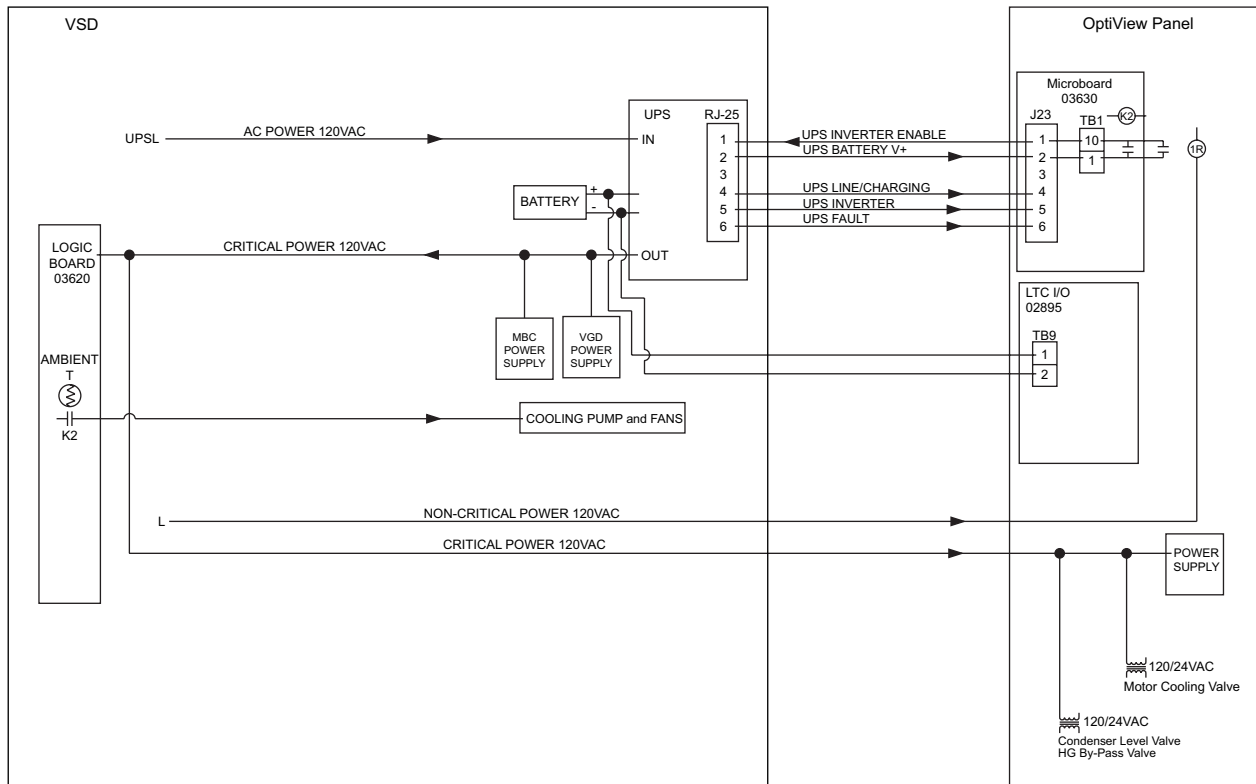 VSD
OptiView Panel
Microboard
03630
UPS
RJ-25
J23
TB1
K2
UPSL
AC POWER 120VAC
IN
1
2
3
4
5
6
UPS INVERTER ENABLE
UPS BATTERY V+
UPS LINE/CHARGING
UPS INVERTER
UPS FAULT
1
2
3
4
5
6
10
1
1R
BATTERY
+
-
LOGIC
BOARD
03620
CRITICAL POWER 120VAC
OUT
LTC I/O
02895
TB9
1
2
MBC
POWER
SUPPLY
VGD
POWER
SUPPLY
AMBIENT
T
K2
COOLING PUMP and FANS
L
NON-CRITICAL POWER 120VAC
CRITICAL POWER 120VAC
POWER
SUPPLY
120/24VAC
Motor Cooling Valve
120/24VAC
Condenser Level Valve
HG By-Pass Valve